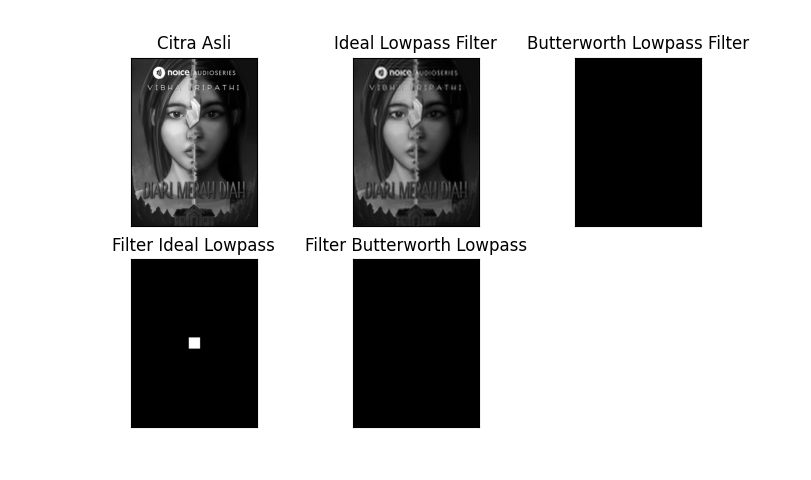 Citra Asli
Ideal Lowpass Filter
Butterworth Lowpass Filter
noice AUDIOSERIES
noice AUDIOSERIES
DIARI MERAH DIAH
DIARI MERAH DIAH
Filter Ideal Lowpass
Filter Butterworth Lowpass